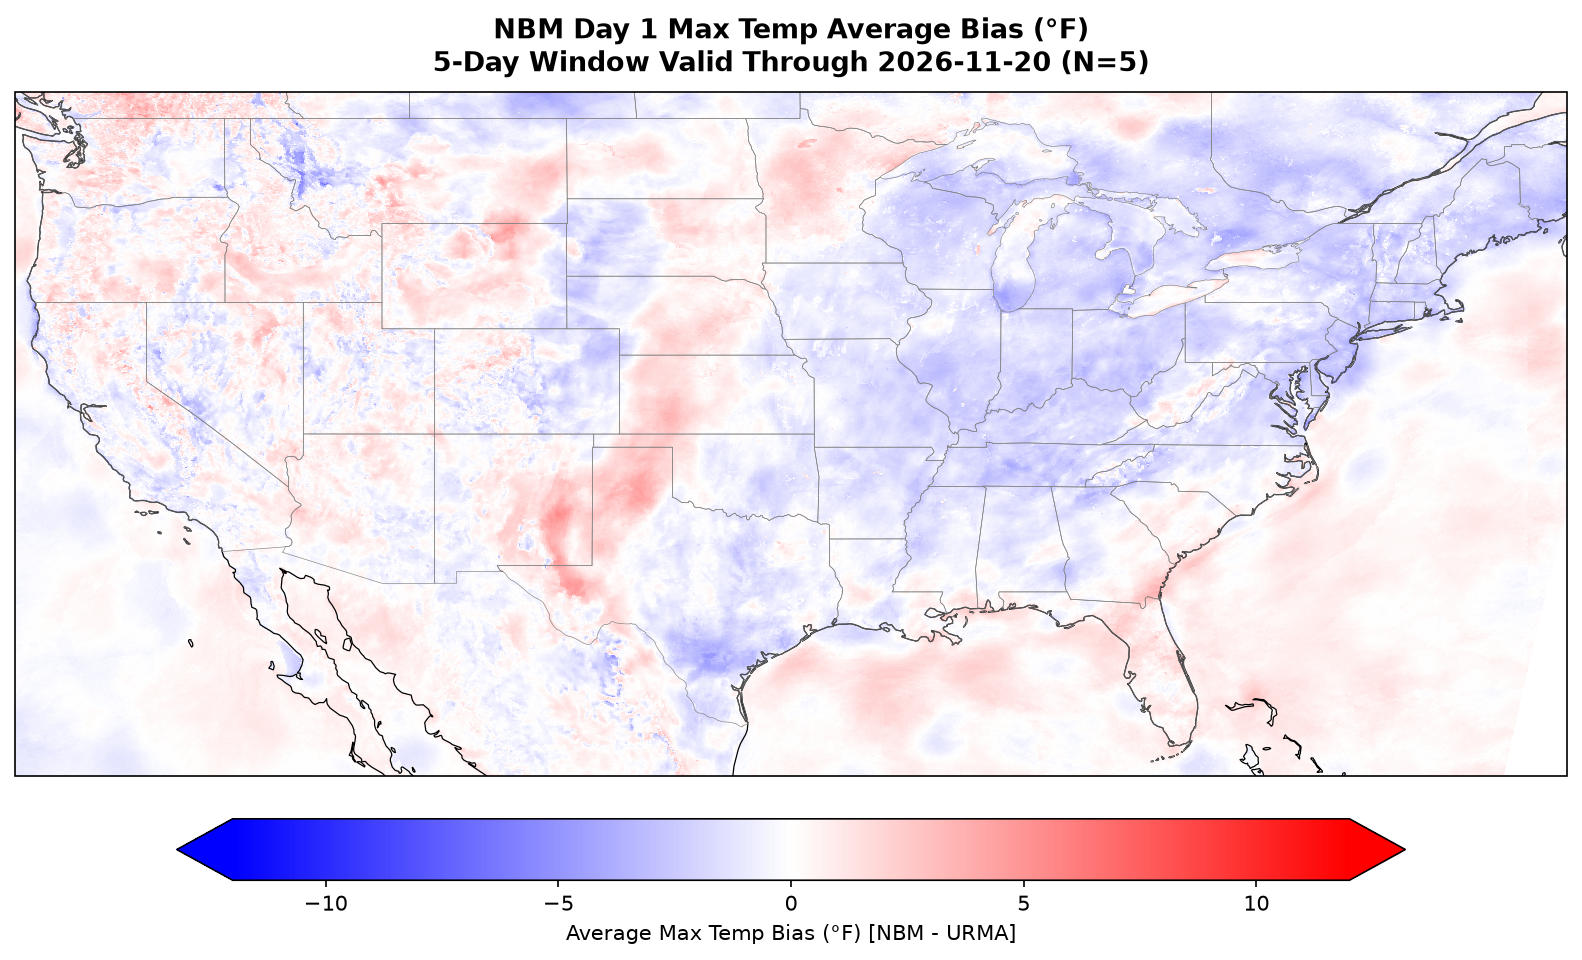 NBM Day 1 Max Temp Average Bias (°F)
5-Day Window Valid Through 2026-11-20 (N=5)
−10 −5 0 5 10
Average Max Temp Bias (°F) [NBM - URMA]